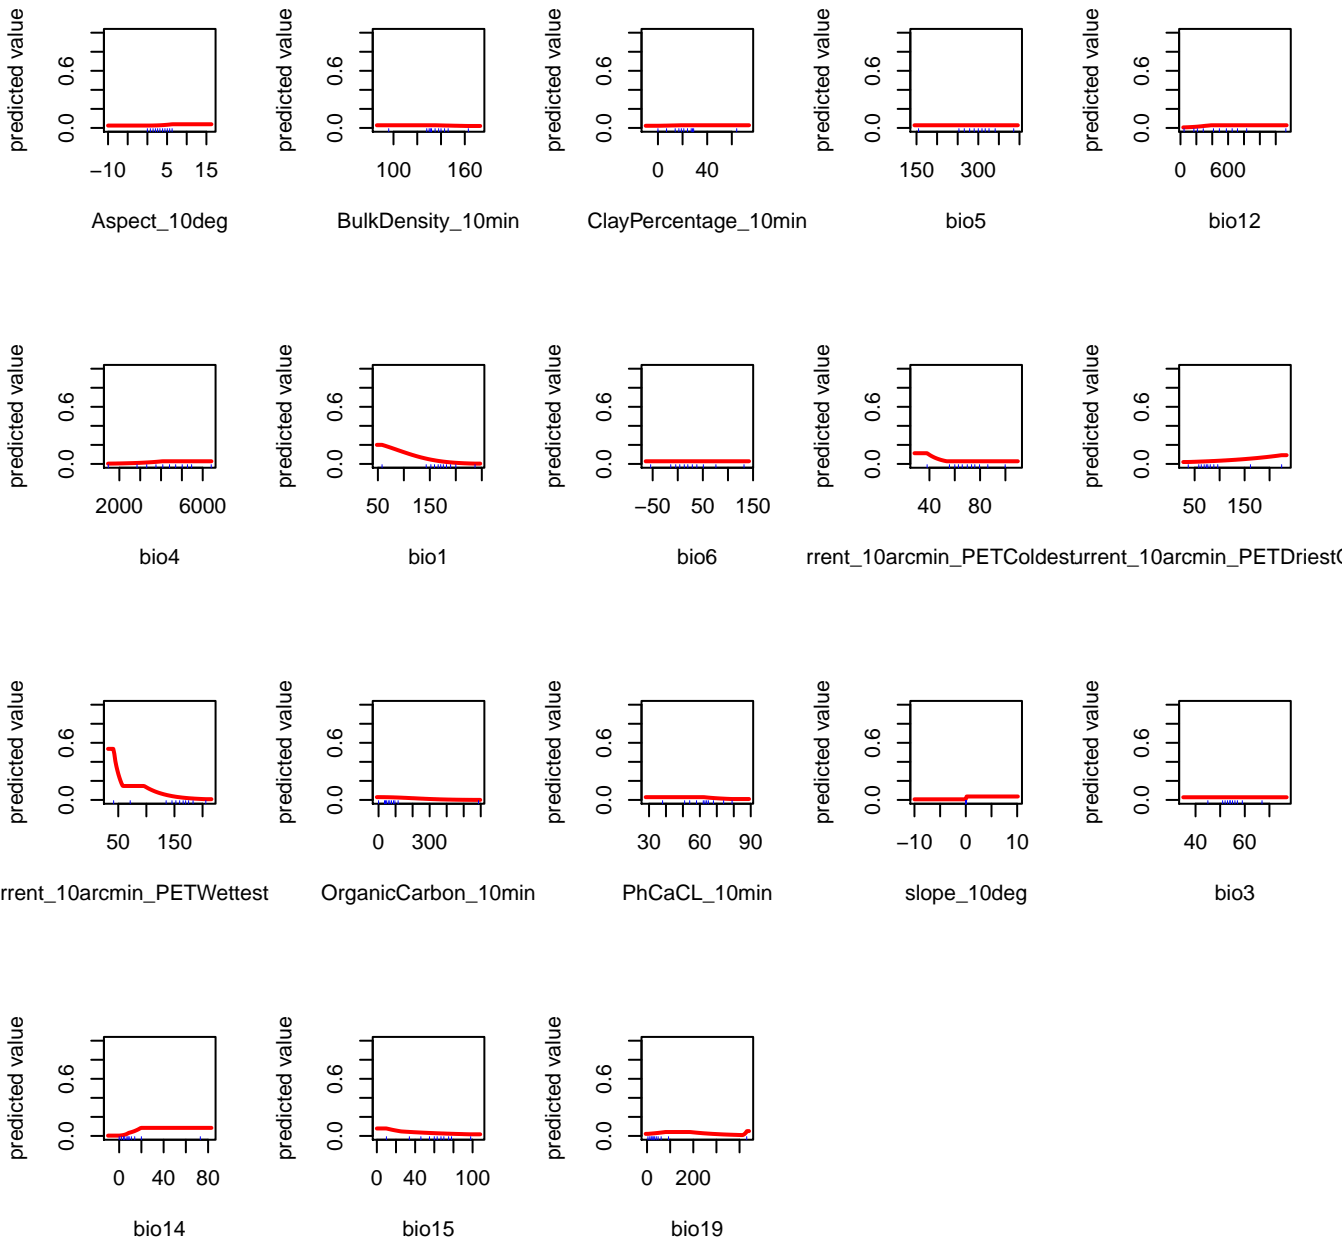 predicted value predicted value predicted value predicted value predicted value
0.6 0.6 0.6 0.6 0.6
0.0 0.0 0.0 0.0 0.0
−10 5 15 100 160 0 40 150 300 0 600
Aspect_10deg BulkDensity_10min ClayPercentage_10min bio5 bio12
predicted value predicted value predicted value predicted value predicted value
0.6 0.6 0.6 0.6 0.6
0.0 0.0 0.0 0.0 0.0
2000 6000 50 150 −50 50 150 40 80 50 150
bio4 bio1 bio6 rrent_10arcmin_PETColdest urrent_10arcmin_PETDriest
predicted value predicted value predicted value predicted value predicted value
0.6 0.6 0.6 0.6 0.6
0.0 0.0 0.0 0.0 0.0
50 150 0 300 30 60 90 −10 0 10 40 60
rrent_10arcmin_PETWettest OrganicCarbon_10min PhCaCL_10min slope_10deg bio3
predicted value predicted value predicted value
0.6 0.6 0.6
0.0 0.0 0.0
0 40 80 0 40 100 0 200
bio14 bio15 bio19